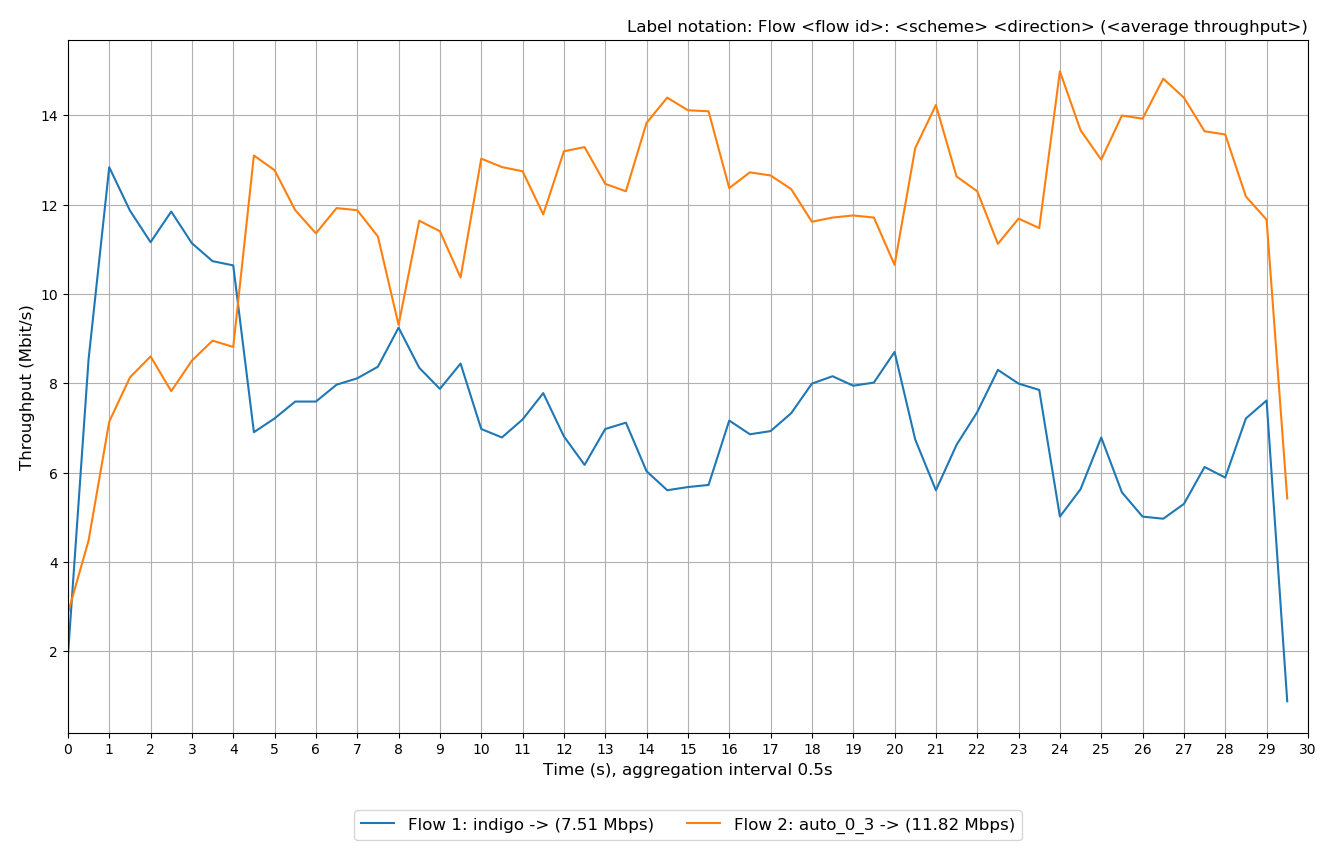 Label notation: Flow <flow id>: <scheme> <direction> (<average throughput>)
Throughput (Mbit/s)
14
12
10
8
6
4
2
0 1 2 3 4 5 6 7 8 9 10 11 12 13 14 15 16 17 18 19 20 21 22 23 24 25 26 27 28 29 30
Time (s), aggregation interval 0.5s
Flow 1: indigo -> (7.51 Mbps) Flow 2: auto_0_3 -> (11.82 Mbps)